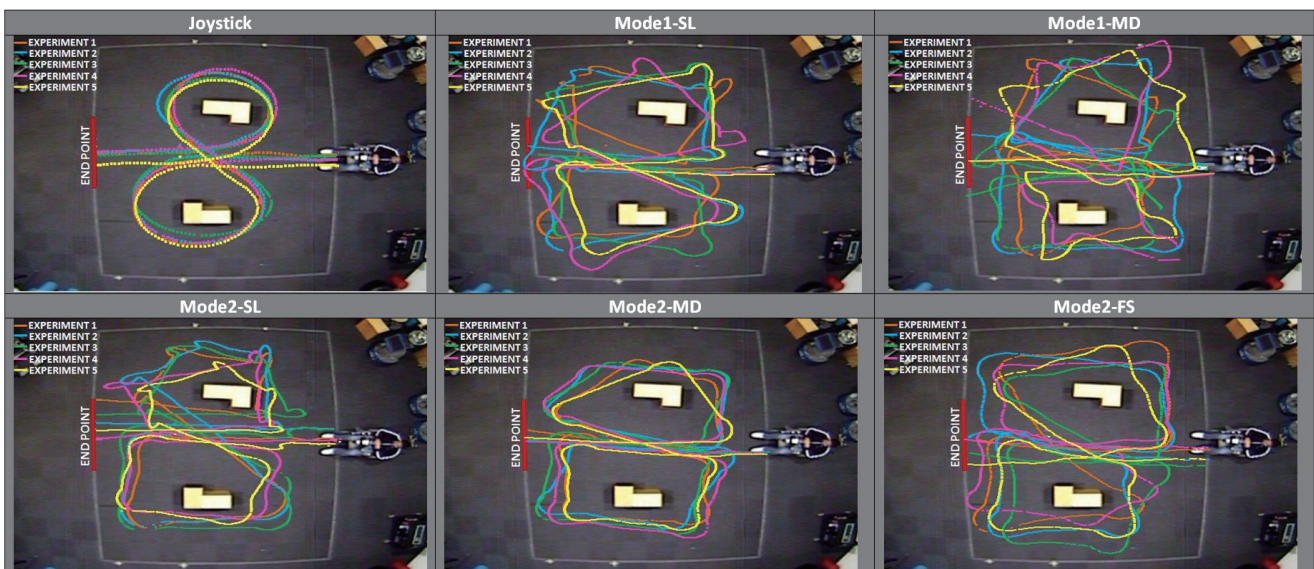 Joystick
EXPERIMENT 1
EXPERIMENT 2
EXPERIMENT 3
EXPERIMENT 4
EXPERIMENT 5
END POINT
Mode1-SL
EXPERIMENT 1
EXPERIMENT 2
EXPERIMENT 3
EXPERIMENT 4
EXPERIMENT 5
END POINT
Mode1-MD
EXPERIMENT 1
EXPERIMENT 2
EXPERIMENT 3
EXPERIMENT 4
EXPERIMENT 5
END POINT
Mode2-SL
EXPERIMENT 1
EXPERIMENT 2
EXPERIMENT 3
EXPERIMENT 4
EXPERIMENT 5
END POINT
Mode2-MD
EXPERIMENT 1
EXPERIMENT 2
EXPERIMENT 3
EXPERIMENT 4
EXPERIMENT 5
END POINT
Mode2-FS
EXPERIMENT 1
EXPERIMENT 2
EXPERIMENT 3
EXPERIMENT 4
EXPERIMENT 5
END POINT